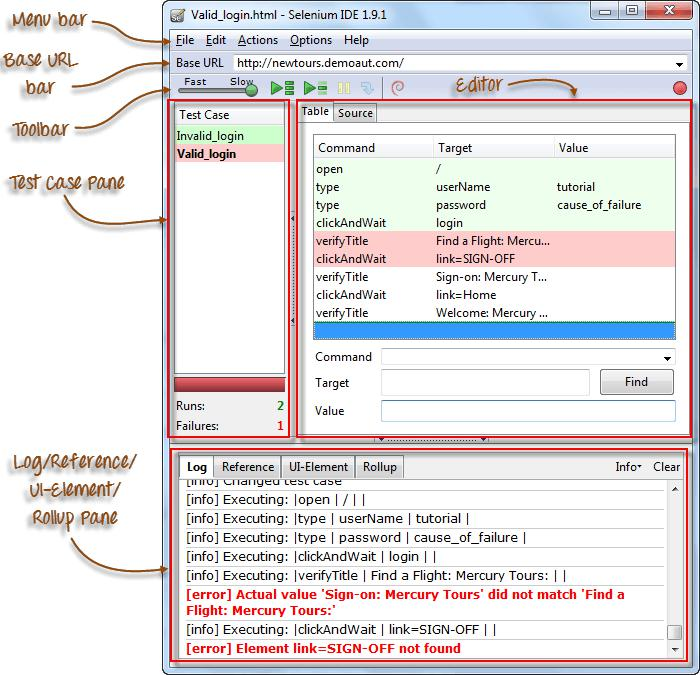 Valid_login.html - Selenium IDE 1.9.1
Menu bar
File Edit Actions Options Help
Base URL
bar
Base URL http://newtours.demoaut.com/
Fast Slow
Toolbar
Editor
Test Case Pane
Test Case
Invalid_login
Valid_login
Runs: 2
Failures: 1
Table Source
Command Target Value
open /
type userName tutorial
type password cause_of_failure
clickAndWait login
verifyTitle Find a Flight: Mercu...
clickAndWait link=SIGN-OFF
verifyTitle Sign-on: Mercury T...
clickAndWait link=Home
verifyTitle Welcome: Mercury ...
Command
Target Find
Value
Log/Reference/
UI-Element/
Rollup Pane
Log Reference UI-Element Rollup Info Clear
[info] Changed test case
[info] Executing: |open | / | |
[info] Executing: |type | userName | tutorial |
[info] Executing: |type | password | cause_of_failure |
[info] Executing: |clickAndWait | login | |
[info] Executing: |verifyTitle | Find a Flight: Mercury Tours: | |
[error] Actual value 'Sign-on: Mercury Tours' did not match 'Find a
Flight: Mercury Tours:'
[info] Executing: |clickAndWait | link=SIGN-OFF | |
[error] Element link=SIGN-OFF not found